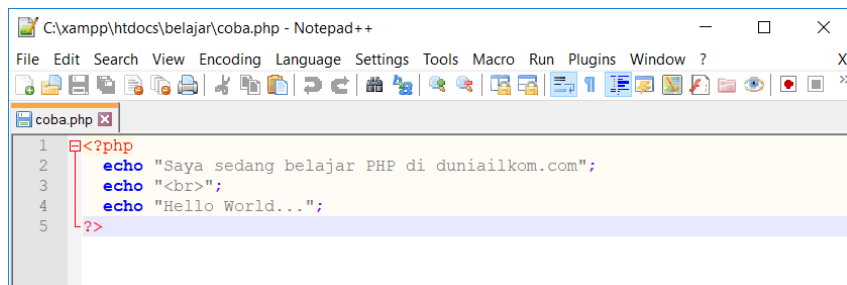 C:\xampp\htdocs\belajar\coba.php - Notepad++
File Edit Search View Encoding Language Settings Tools Macro Run Plugins Window ? X
coba.php
1 <?php
2 echo "Saya sedang belajar PHP di duniailkom.com";
3 echo "<br>";
4 echo "Hello World...";
5 ?>